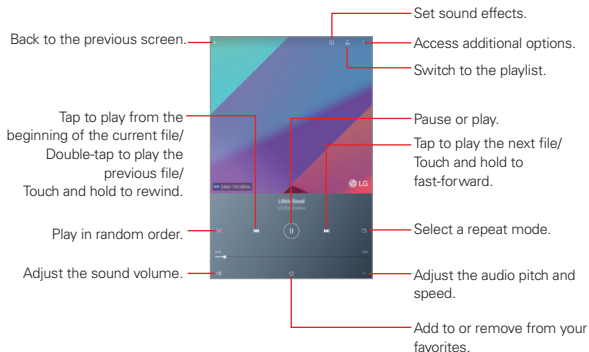 Set sound effects.
Back to the previous screen.
Access additional options.
Switch to the playlist.
Tap to play from the
beginning of the current file/
Double-tap to play the
previous file/
Touch and hold to rewind.
Pause or play.
Tap to play the next file/
Touch and hold to
fast-forward.
LG
Play in random order.
Select a repeat mode.
Adjust the sound volume.
Adjust the audio pitch and
speed.
Add to or remove from your
favorites.